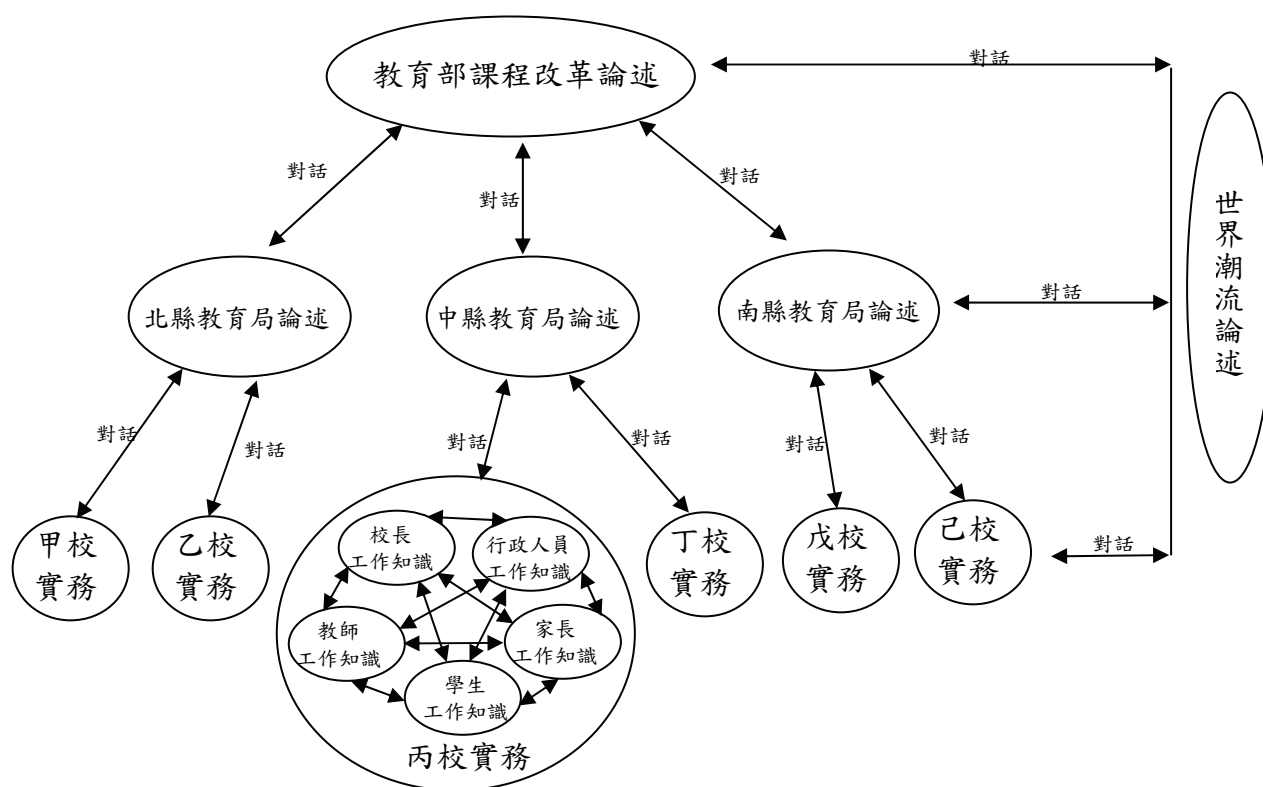 教育部課程改革論述
對話
對話
對話
對話
世界潮流論述
北縣教育局論述
中縣教育局論述
南縣教育局論述
對話
對話
對話
對話
對話
對話
對話
甲校
實務
乙校
實務
校長
工作知識
行政人員
工作知識
教師
工作知識
家長
工作知識
學生
工作知識
丙校實務
丁校
實務
戊校
實務
己校
實務
對話